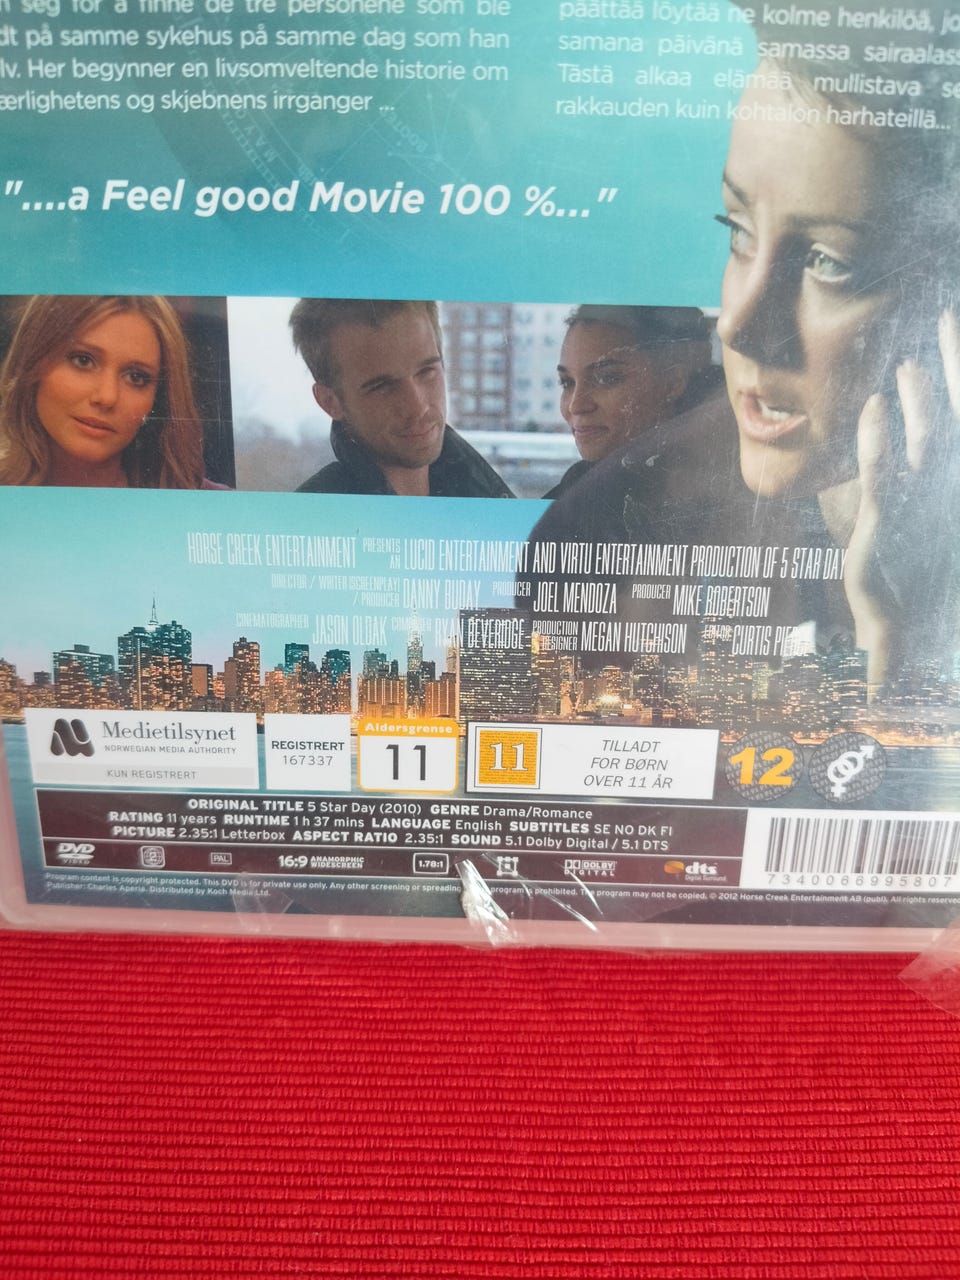 seg for å finne de tre personene som ble
dt på samme sykehus på samme dag som han
lv. Her begynner en livsomveltende historie om
ærlighetens og skjebnens irrganger ...
päättää löytää ne kolme henkilöä, jo
samana päivänä samassa sairaalass
Tästä alkaa elämää mullistava se
rakkauden kuin kohtalon harhateillä...
"....a Feel good Movie 100 %..."
HORSE CREEK ENTERTAINMENT PRESENTS AN LUCID ENTERTAINMENT AND VIRTU ENTERTAINMENT PRODUCTION OF 5 STAR DAY
DIRECTOR / WRITER (SCREENPLAY) / PRODUCER DANNY BUDAY PRODUCER JOEL MENDOZA PRODUCER MIKE ROBERTSON
CINEMATOGRAPHER JASON OLDAK COMPOSER RYAN BEVERIDGE PRODUCTION DESIGNER MEGAN HUTCHISON EDITOR CURTIS PIERCE
Medietilsynet
NORWEGIAN MEDIA AUTHORITY
KUN REGISTRERT
REGISTRERT
167337
Aldersgrense
11
11
TILLADT
FOR BØRN
OVER 11 ÅR
12
ORIGINAL TITLE 5 Star Day (2010) GENRE Drama/Romance
RATING 11 years RUNTIME 1 h 37 mins LANGUAGE English SUBTITLES SE NO DK FI
PICTURE 2.35:1 Letterbox ASPECT RATIO 2.35:1 SOUND 5.1 Dolby Digital / 5.1 DTS
DVD VIDEO
2
PAL
16:9 ANAMORPHIC WIDESCREEN
1.78:1
DOLBY DIGITAL
dts Digital Surround
7340066995807
Program content is copyright protected. This DVD is for private use only. Any other screening or spreading program is prohibited. The program may not be copied. © 2012 Horse Creek Entertainment AB (publ). All rights reserved
Publisher: Charles Aperia. Distributed by Koch Media Ltd.